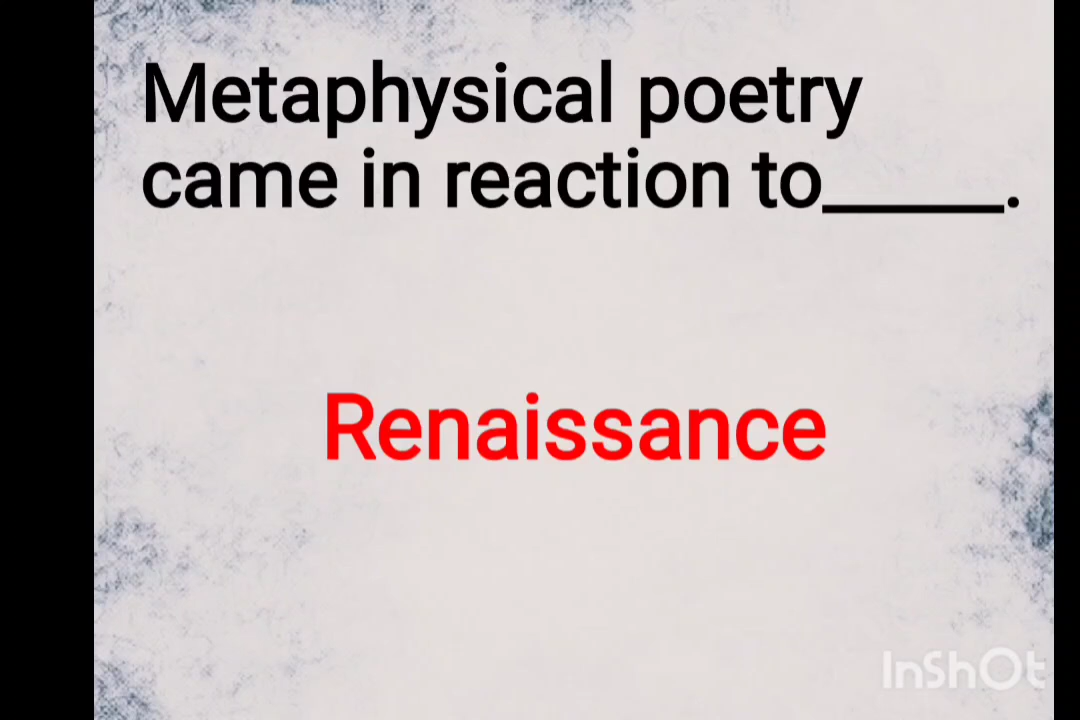 Metaphysical poetry
came in reaction to_____.
Renaissance
InShOt